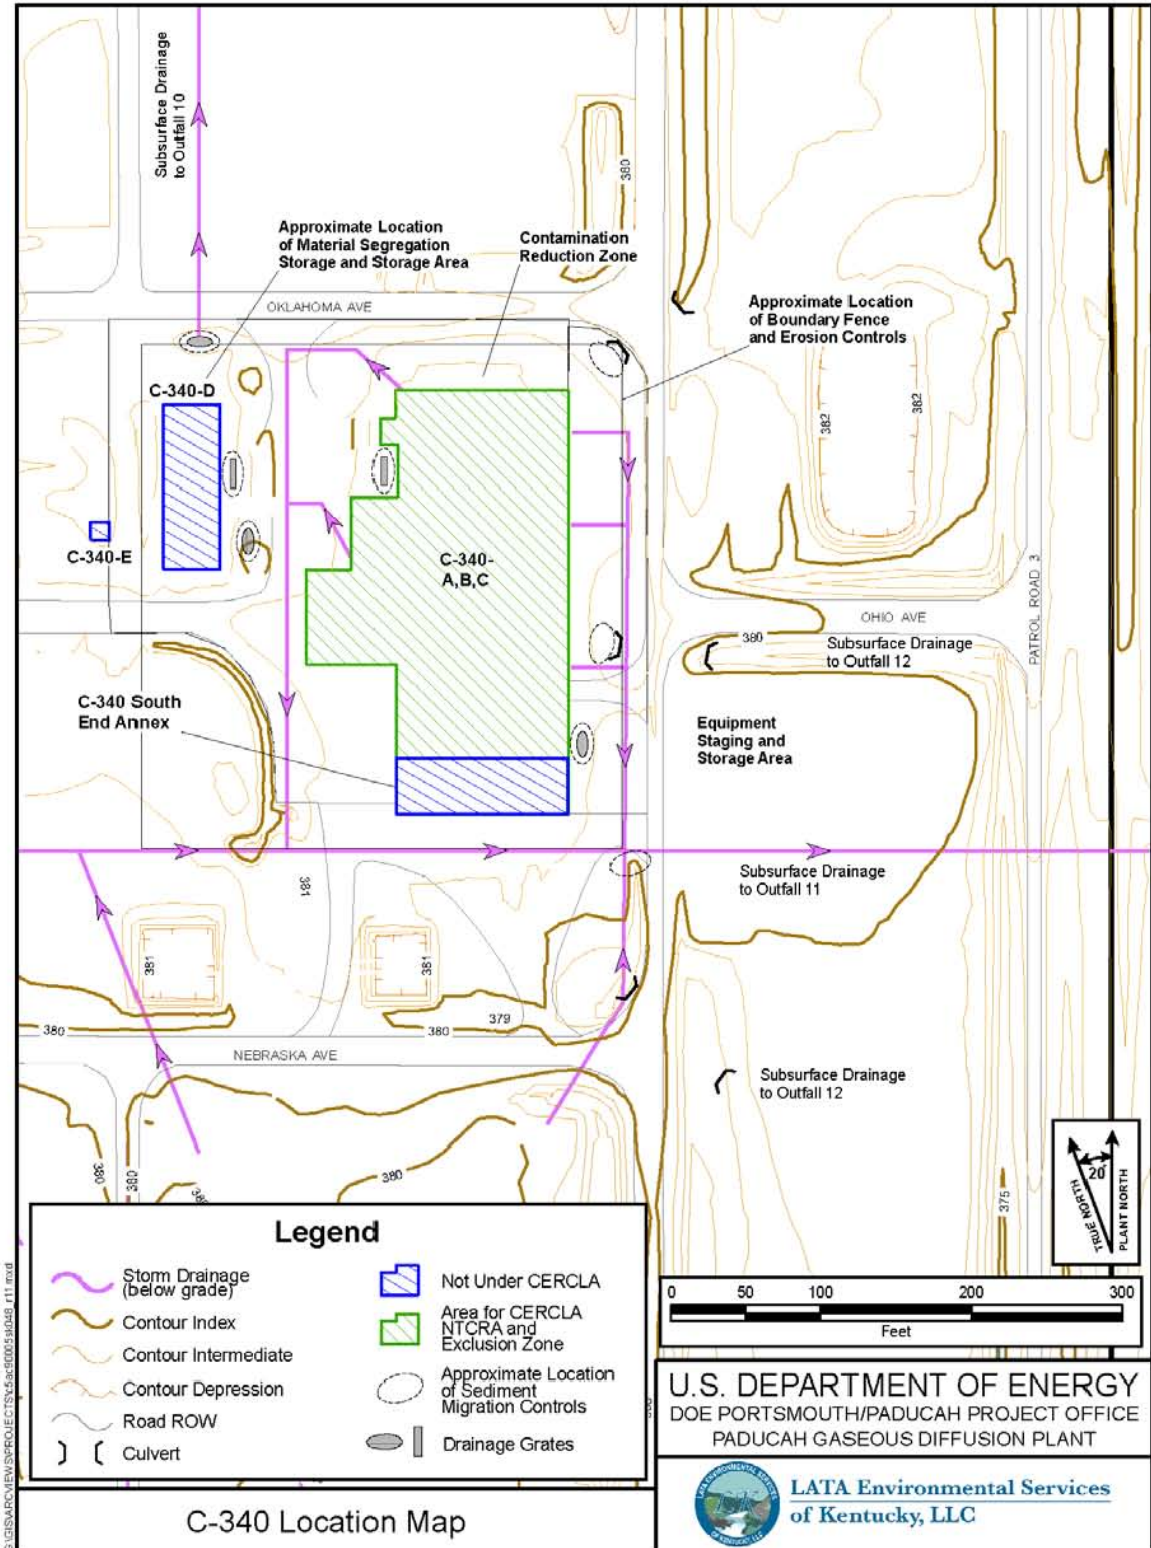 Subsurface Drainage
to Outfall 10
Approximate Location
of Material Segregation
Storage and Storage Area
Contamination
Reduction Zone
380
OKLAHOMA AVE
Approximate Location
of Boundary Fence
and Erosion Controls
C-340-D
382
382
C-340-E
C-340-
A,B,C
OHIO AVE
PATROL ROAD 3
380
Subsurface Drainage
to Outfall 12
C-340 South
End Annex
Equipment
Staging and
Storage Area
381
Subsurface Drainage
to Outfall 11
381
381
380
380
379
NEBRASKA AVE
Subsurface Drainage
to Outfall 12
380
380
380
375
20°
TRUE NORTH
PLANT NORTH
Legend
Storm Drainage
(below grade)
Contour Index
Contour Intermediate
Contour Depression
Road ROW
Culvert
Not Under CERCLA
Area for CERCLA
NTCRA and
Exclusion Zone
Approximate Location
of Sediment
Migration Controls
Drainage Grates
0 50 100 200 300
Feet
U.S. DEPARTMENT OF ENERGY
DOE PORTSMOUTH/PADUCAH PROJECT OFFICE
PADUCAH GASEOUS DIFFUSION PLANT
C-340 Location Map
LATA Environmental Services
of Kentucky, LLC